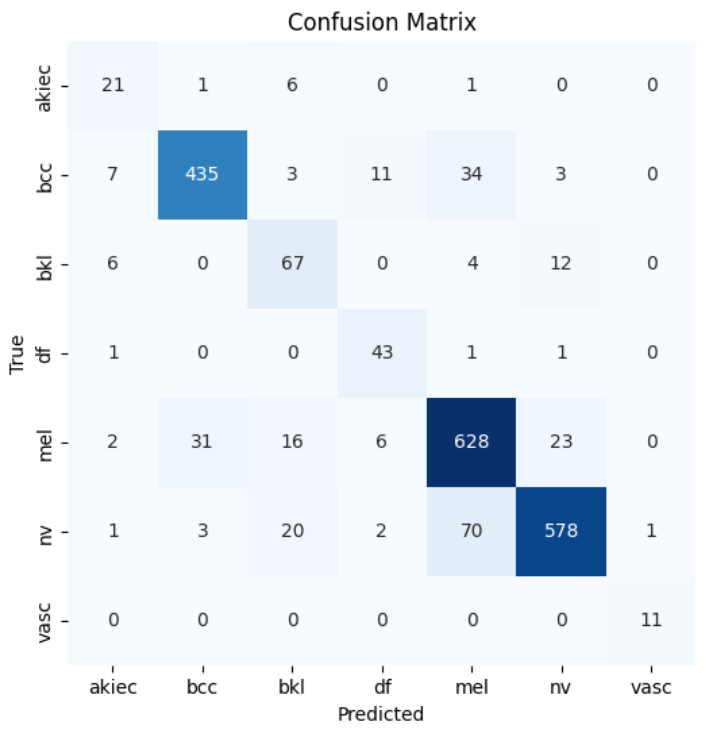 Confusion Matrix
akiec 21 1 6 0 1 0 0
bcc 7 435 3 11 34 3 0
bkl 6 0 67 0 4 12 0
df 1 0 0 43 1 1 0
mel 2 31 16 6 628 23 0
nv 1 3 20 2 70 578 1
vasc 0 0 0 0 0 0 11
True
akiec bcc bkl df mel nv vasc
Predicted